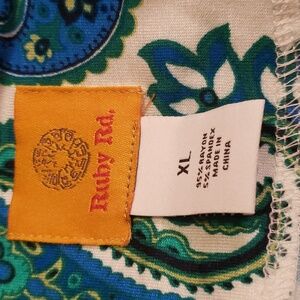 Ruby Rd.
XL
95% RAYON
5% SPANDEX
MADE IN
CHINA